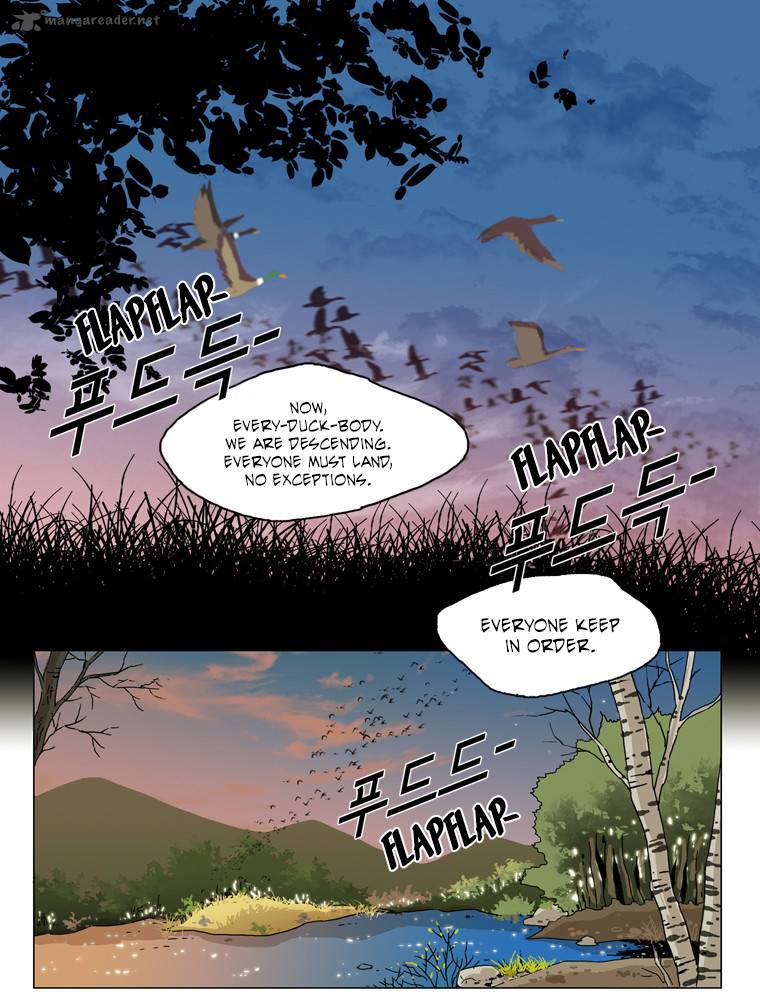 mangareader.net
FLAPFLAP-
푸드득-
NOW,
EVERY-DUCK-BODY.
WE ARE DESCENDING.
EVERYONE MUST LAND,
NO EXCEPTIONS.
FLAPFLAP-
푸드득-
EVERYONE KEEP
IN ORDER.
푸드드-
FLAPFLAP-